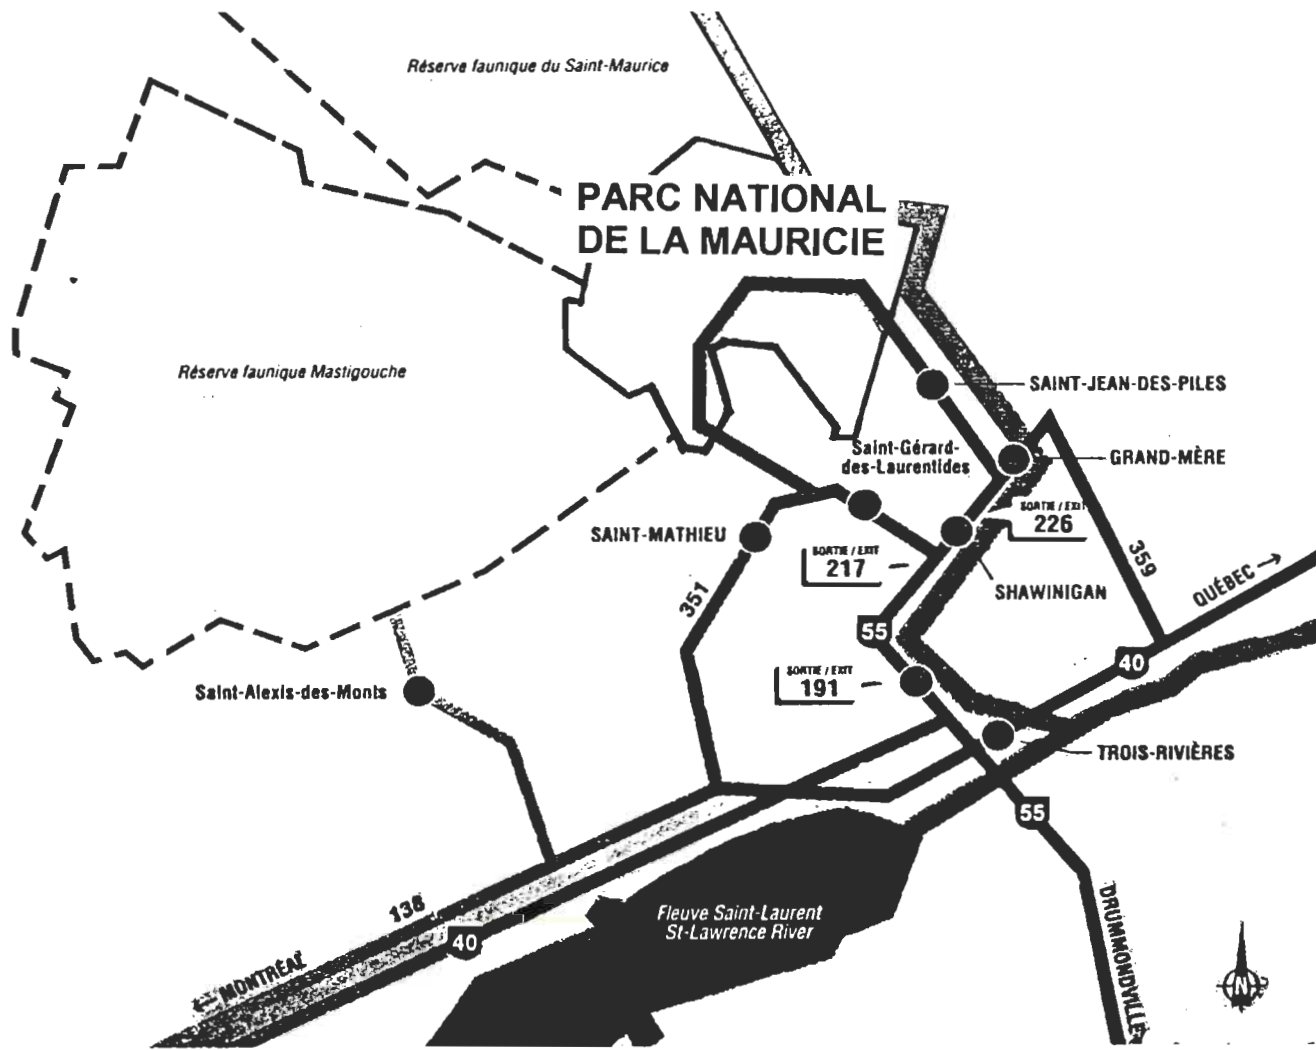 Réserve faunique du Saint-Maurice
PARC NATIONAL
DE LA MAURICIE
Réserve faunique Mastigouche
SAINT-JEAN-DES-PILES
Saint-Gérard-
des-Laurentides
GRAND-MÈRE
SORTIE / EXIT
226
SAINT-MATHIEU
SORTIE / EXIT
217
359
SHAWINIGAN
QUÉBEC →
351
55
40
SORTIE / EXIT
191
Saint-Alexis-des-Monts
TROIS-RIVIÈRES
55
138
40
Fleuve Saint-Laurent
St-Lawrence River
DRUMMONDVILLE
← MONTRÉAL
N